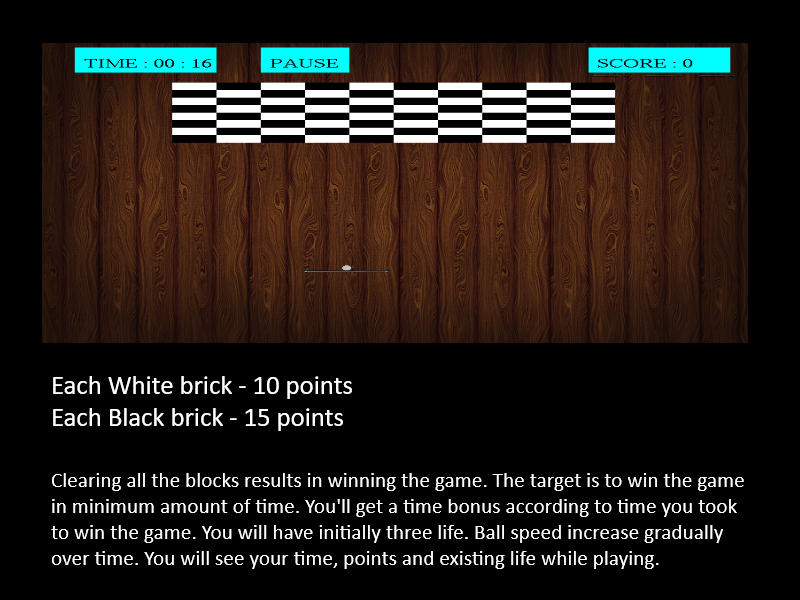 TIME : 00 : 16 PAUSE SCORE : 0
Each White brick - 10 points
Each Black brick - 15 points
Clearing all the blocks results in winning the game. The target is to win the game
in minimum amount of time. You'll get a time bonus according to time you took
to win the game. You will have initially three life. Ball speed increase gradually
over time. You will see your time, points and existing life while playing.